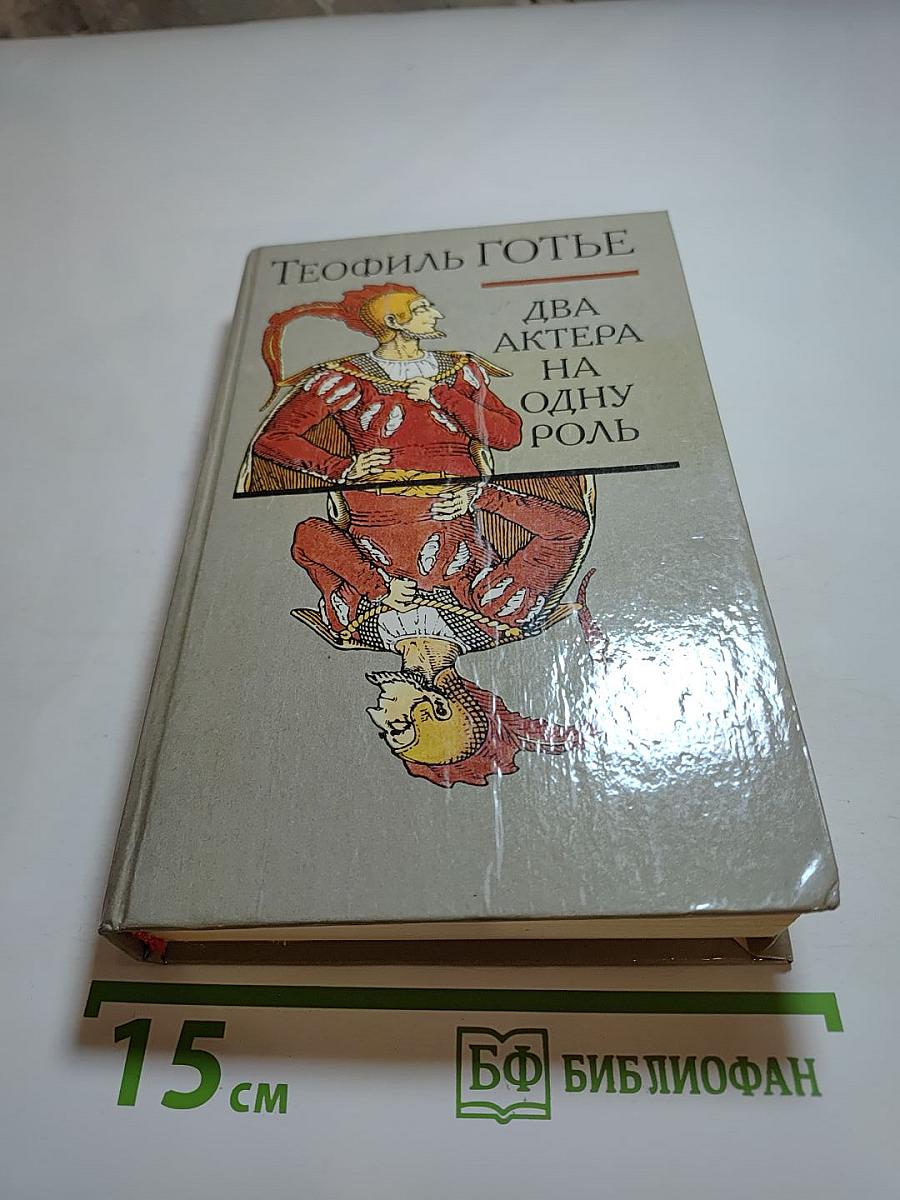 Теофиль ГОТЬЕ
ДВА
АКТЕРА
НА
ОДНУ
РОЛЬ
15 см
БФ БИБЛИОФАН